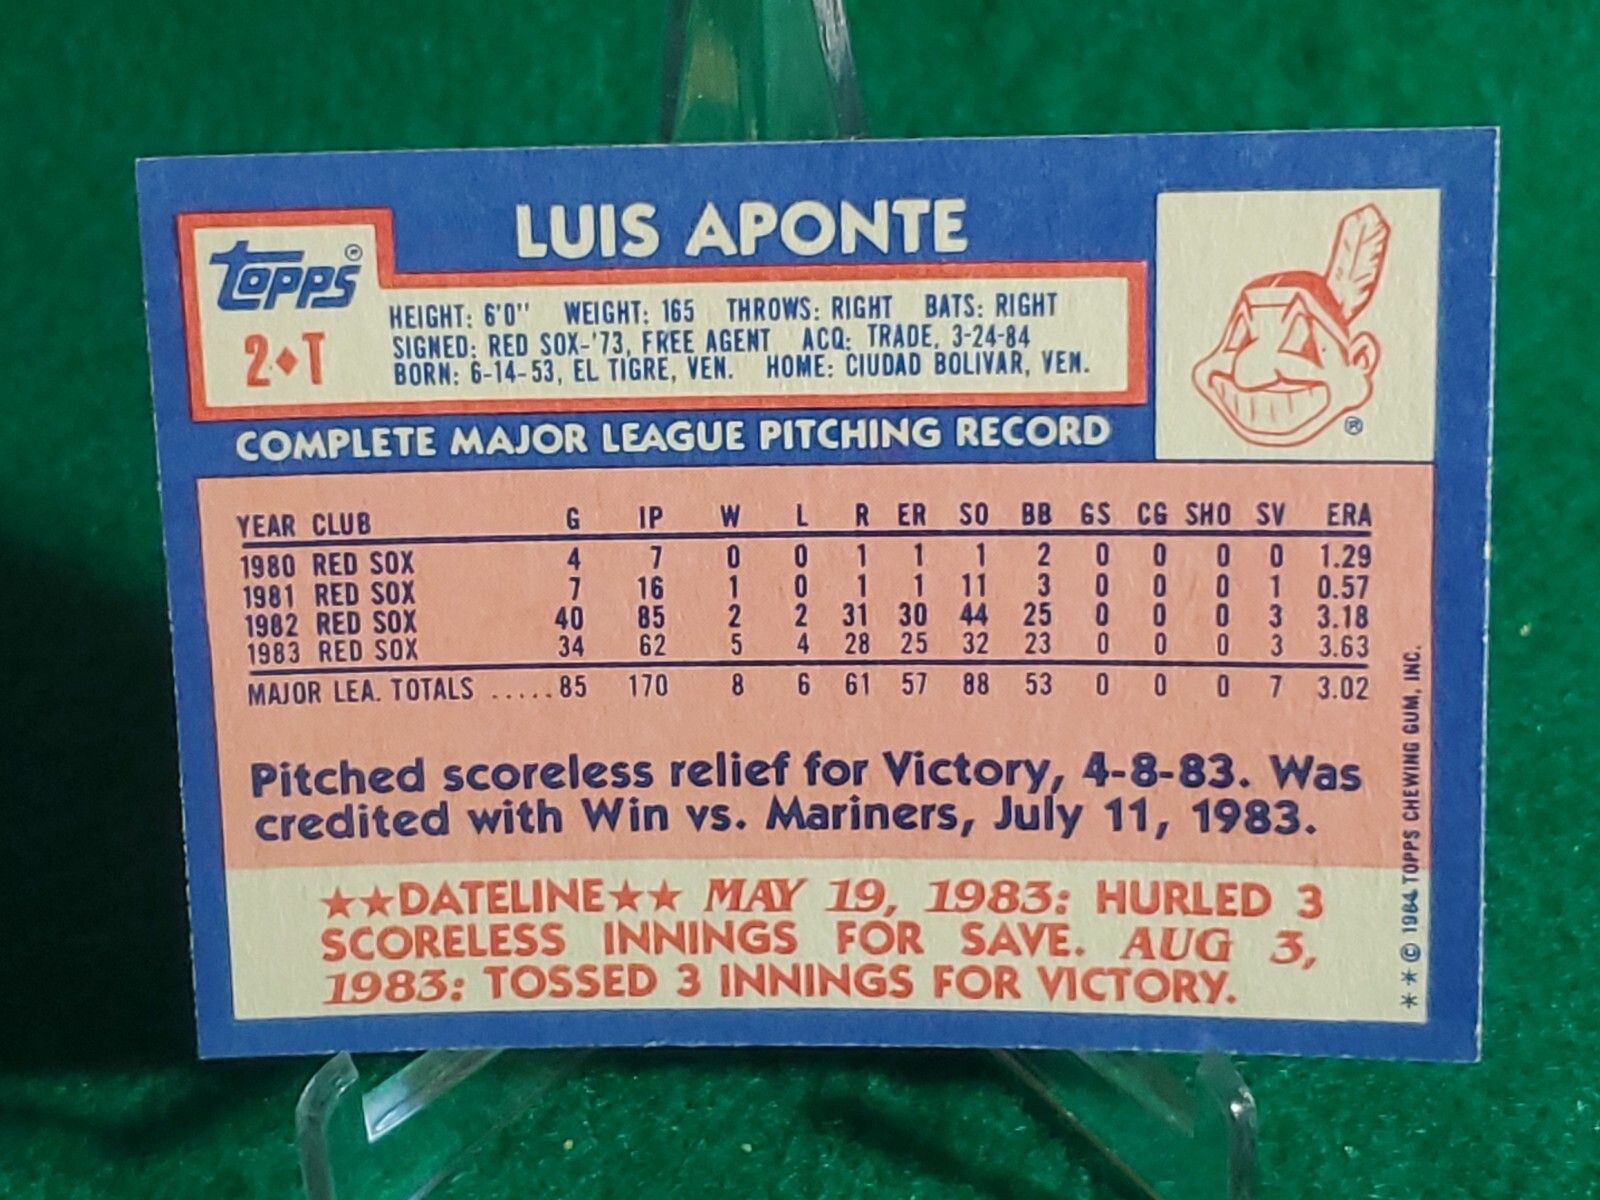 LUIS APONTE
TOPPS®
2♦T
HEIGHT: 6'0" WEIGHT: 165 THROWS: RIGHT BATS: RIGHT
SIGNED: RED SOX-'73, FREE AGENT ACQ: TRADE, 3-24-84
BORN: 6-14-53, EL TIGRE, VEN. HOME: CIUDAD BOLIVAR, VEN.
®
COMPLETE MAJOR LEAGUE PITCHING RECORD
YEAR CLUB G IP W L R ER SO BB GS CG SHO SV ERA
1980 RED SOX 4 7 0 0 1 1 1 2 0 0 0 0 1.29
1981 RED SOX 7 16 1 0 1 1 11 3 0 0 0 1 0.57
1982 RED SOX 40 85 2 2 31 30 44 25 0 0 0 3 3.18
1983 RED SOX 34 62 5 4 28 25 32 23 0 0 0 3 3.63
MAJOR LEA. TOTALS .....85 170 8 6 61 57 88 53 0 0 0 7 3.02
Pitched scoreless relief for Victory, 4-8-83. Was
credited with Win vs. Mariners, July 11, 1983.
★★DATELINE★★ MAY 19, 1983: HURLED 3
SCORELESS INNINGS FOR SAVE. AUG 3,
1983: TOSSED 3 INNINGS FOR VICTORY.
**© 1984 TOPPS CHEWING GUM, INC.